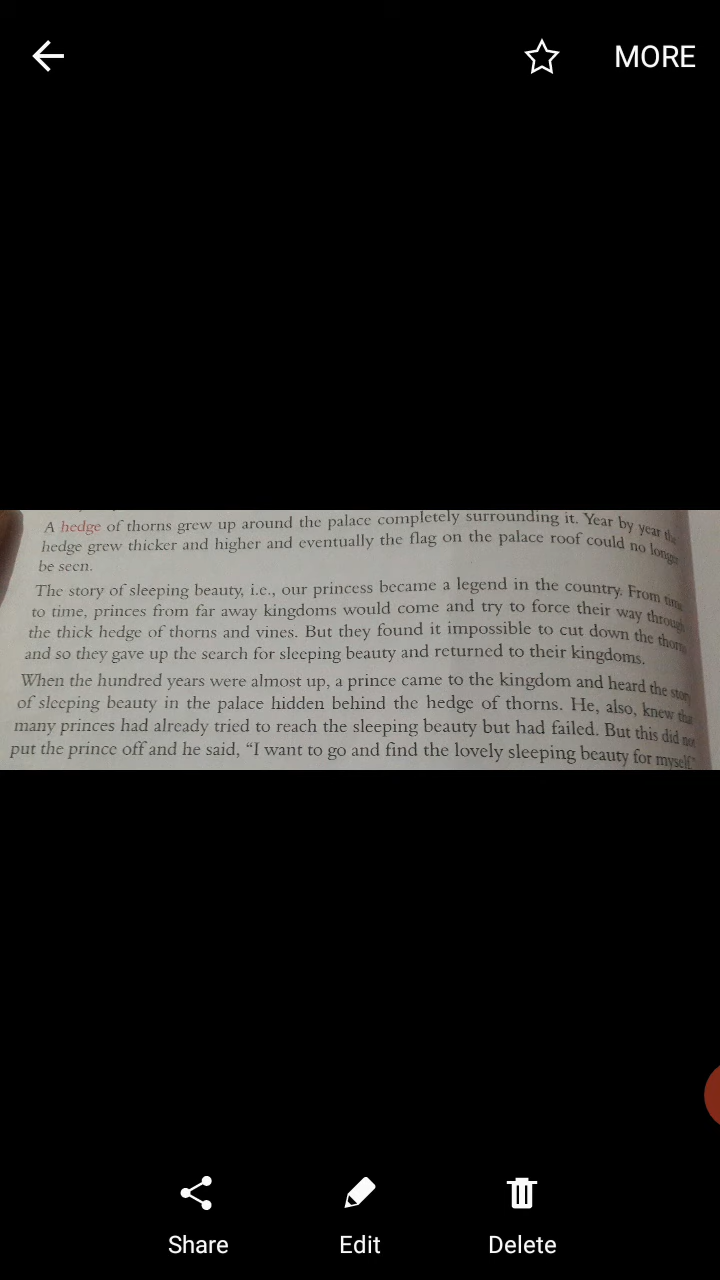 MORE
A hedge of thorns grew up around the palace completely surrounding it. Year by year the
hedge grew thicker and higher and eventually the flag on the palace roof could no longer
be seen.
The story of sleeping beauty, i.e., our princess became a legend in the country. From time
to time, princes from far away kingdoms would come and try to force their way through
the thick hedge of thorns and vines. But they found it impossible to cut down the thorns
and so they gave up the search for sleeping beauty and returned to their kingdoms.
When the hundred years were almost up, a prince came to the kingdom and heard the story
of sleeping beauty in the palace hidden behind the hedge of thorns. He, also, knew that
many princes had already tried to reach the sleeping beauty but had failed. But this did not
put the prince off and he said, “I want to go and find the lovely sleeping beauty for myself.”
Share Edit Delete